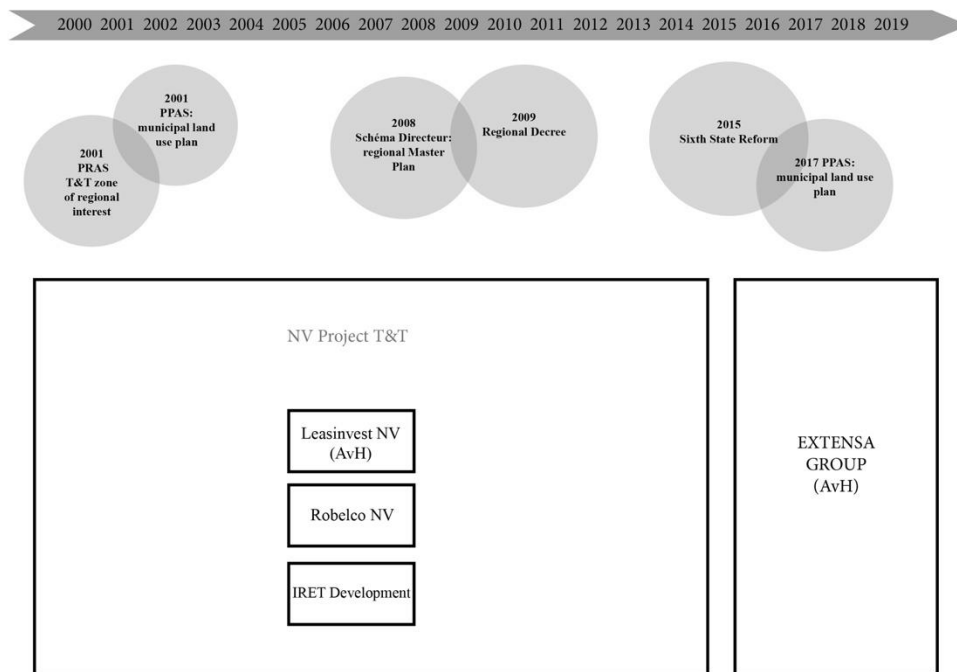 2000 2001 2002 2003 2004 2005 2006 2007 2008 2009 2010 2011 2012 2013 2014 2015 2016 2017 2018 2019
2001
PPAS:
municipal land
use plan
2001
PRAS
T&T zone
of regional
interest
2008
Schéma Directeur:
regional Master
Plan
2009
Regional Decree
2015
Sixth State Reform
2017 PPAS:
municipal land use
plan
NV Project T&T
Leasinvest NV
(AvH)
Robelco NV
IRET Development
EXTENSA
GROUP
(AvH)